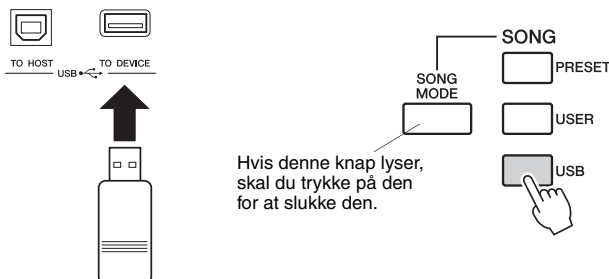 TO HOST
USB
TO DEVICE
SONG
PRESET
SONG
MODE
USER
USB
Hvis denne knap lyser,
skal du trykke på den
for at slukke den.